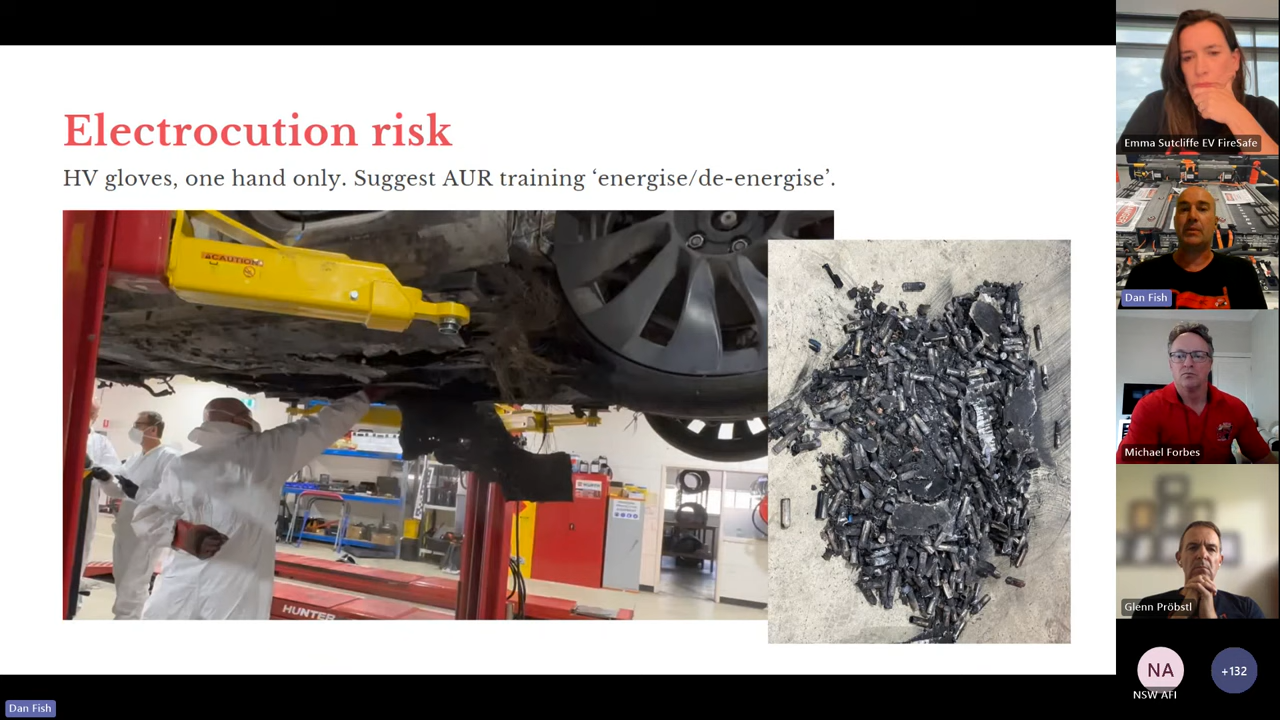 Electrocution risk
HV gloves, one hand only. Suggest AUR training ‘energise/de-energise’.
CAUTION
HUNTER
Emma Sutcliffe EV FireSafe
Dan Fish
Michael Forbes
Glenn Pröbstl
NA
+132
NSW AFI
Dan Fish